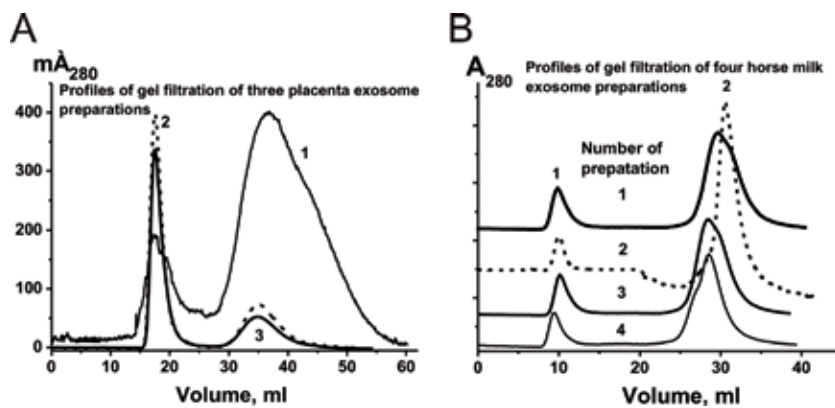 A
mÀ280
Profiles of gel filtration of three placenta exosome
preparations
400
300
200
100
50
0
2
1
3
0 10 20 30 40 50 60
Volume, ml
B
A280
Profiles of gel filtration of four horse milk
exosome preparations
2
Number of
prepatation
1
1
2
3
4
0 10 20 30 40
Volume, ml